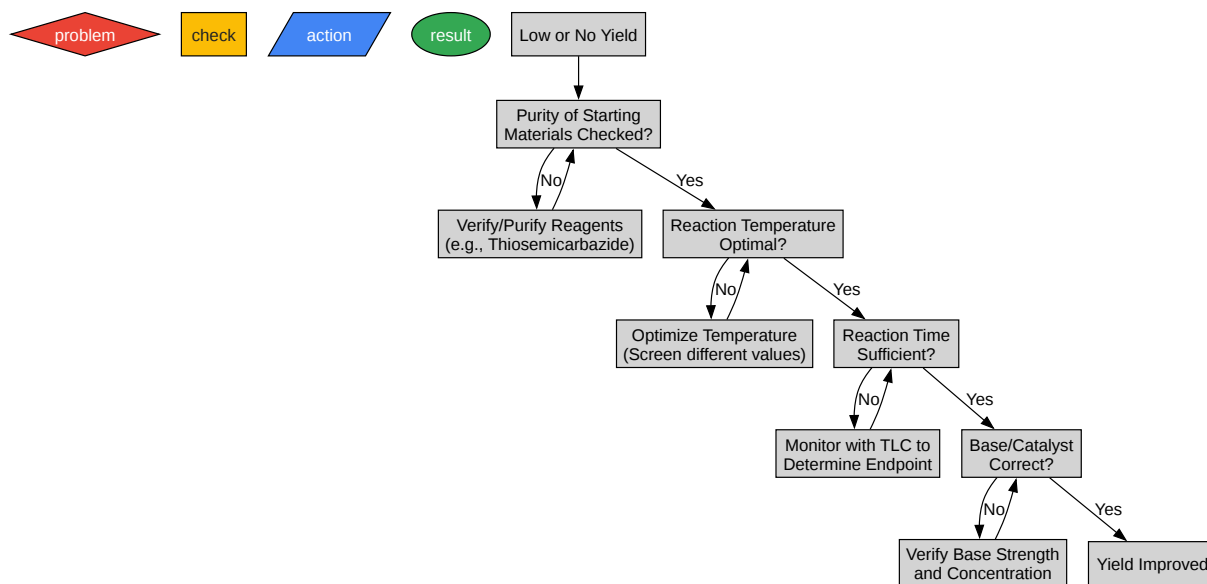 problem
check
action
result
Low or No Yield
Purity of Starting
Materials Checked?
No
Yes
Verify/Purify Reagents
(e.g., Thiosemicarbazide)
Reaction Temperature
Optimal?
No
Yes
Optimize Temperature
(Screen different values)
Reaction Time
Sufficient?
No
Yes
Monitor with TLC to
Determine Endpoint
Base/Catalyst
Correct?
No
Yes
Verify Base Strength
and Concentration
Yield Improved